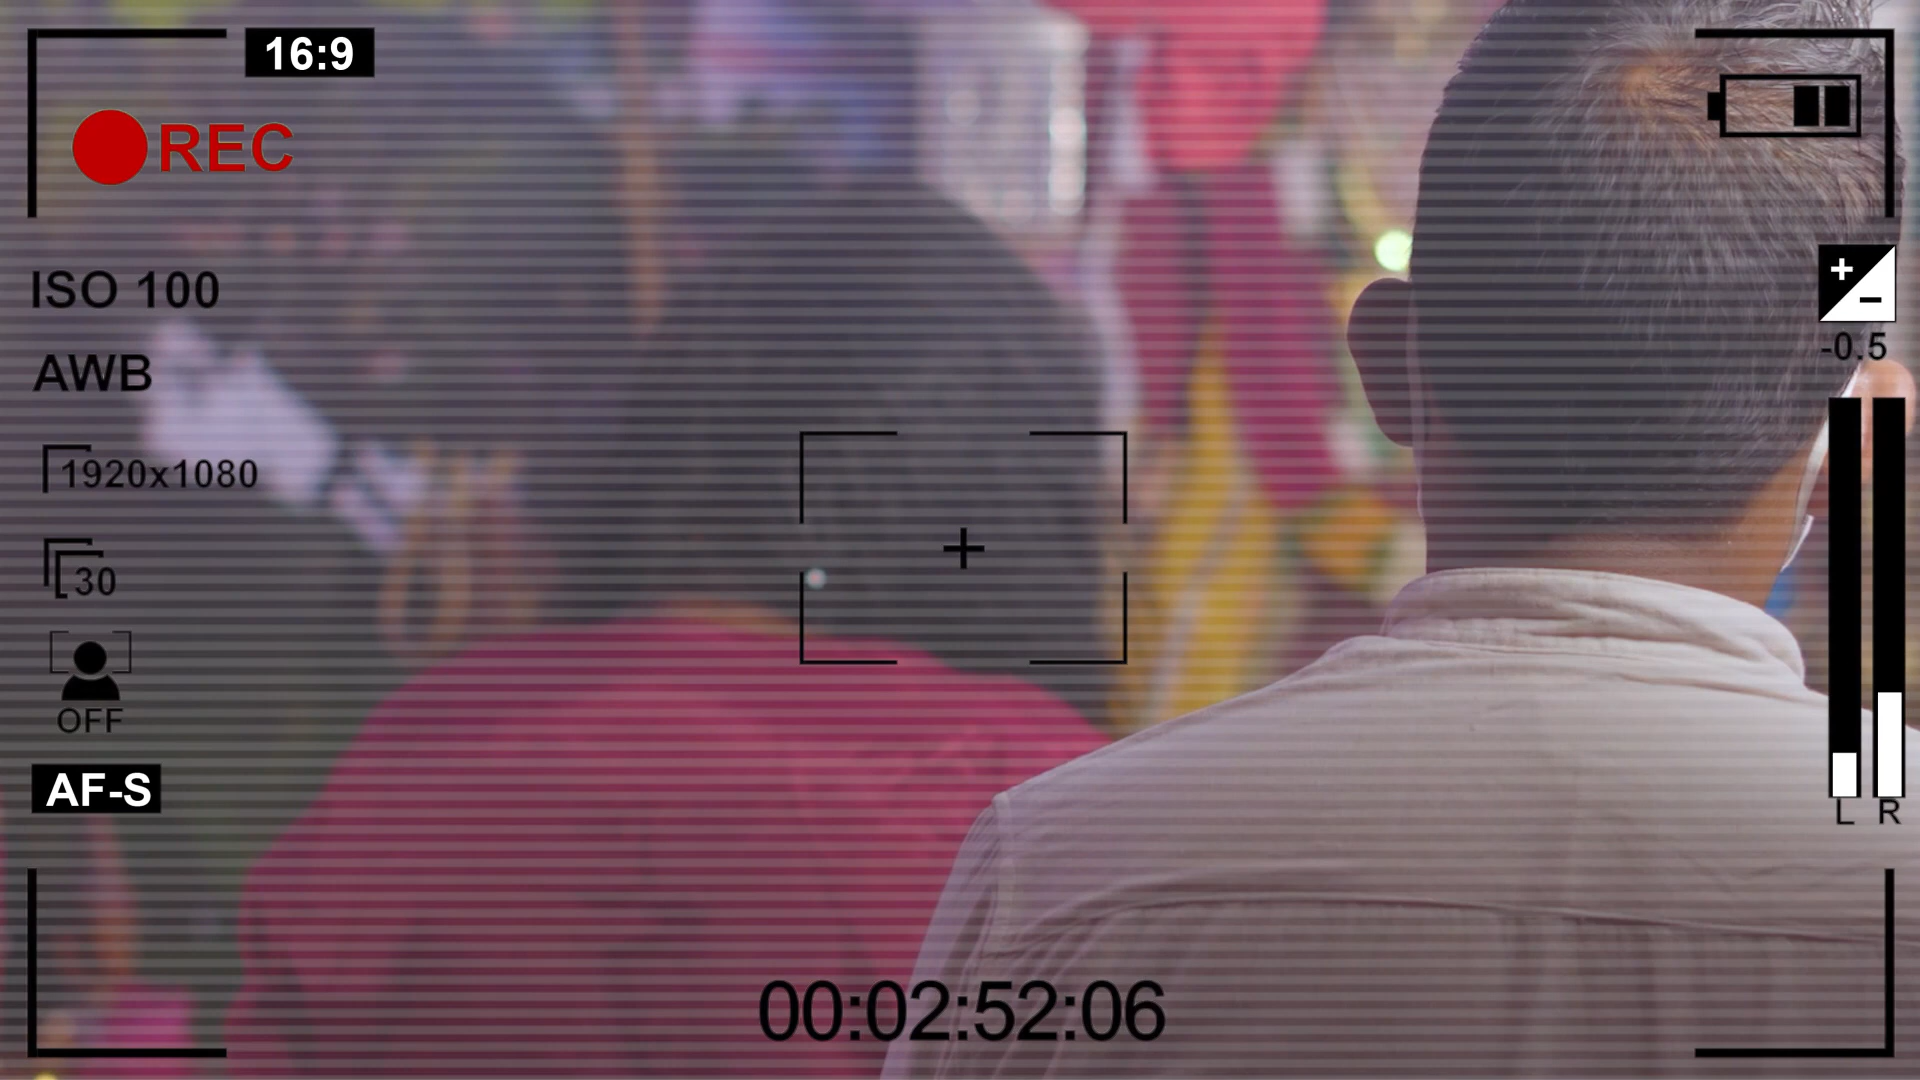 16:9
REC
ISO 100
AWB
1920x1080
30
OFF
AF-S
+
−
-0.5
L R
00:02:52:06